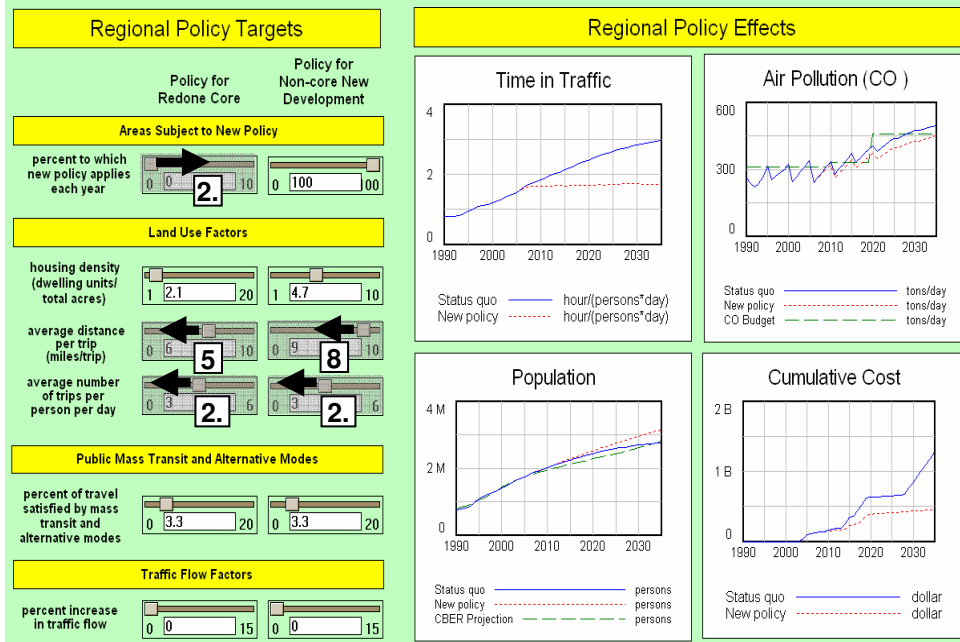 Regional Policy Targets
Policy for
Redone Core
Policy for
Non-core New
Development
Areas Subject to New Policy
percent to which
new policy applies
each year
0 0 10
2.
0 100 100
Land Use Factors
housing density
(dwelling units/
total acres)
1 2.1 20
1 4.7 10
average distance
per trip
(miles/trip)
0 6 10
5
0 9 10
8
average number
of trips per
person per day
0 3 6
2.
0 3 6
2.
Public Mass Transit and Alternative Modes
percent of travel
satisfied by mass
transit and
alternative modes
0 3.3 20
0 3.3 20
Traffic Flow Factors
percent increase
in traffic flow
0 0 15
0 0 15
Regional Policy Effects
Time in Traffic
4
2
0
1990 2000 2010 2020 2030
Status quo hour/(persons*day)
New policy hour/(persons*day)
Air Pollution (CO )
600
300
0
1990 2000 2010 2020 2030
Status quo tons/day
New policy tons/day
CO Budget tons/day
Population
4 M
2 M
0
1990 2000 2010 2020 2030
Status quo persons
New policy persons
CBER Projection persons
Cumulative Cost
2 B
1 B
0
1990 2000 2010 2020 2030
Status quo dollar
New policy dollar